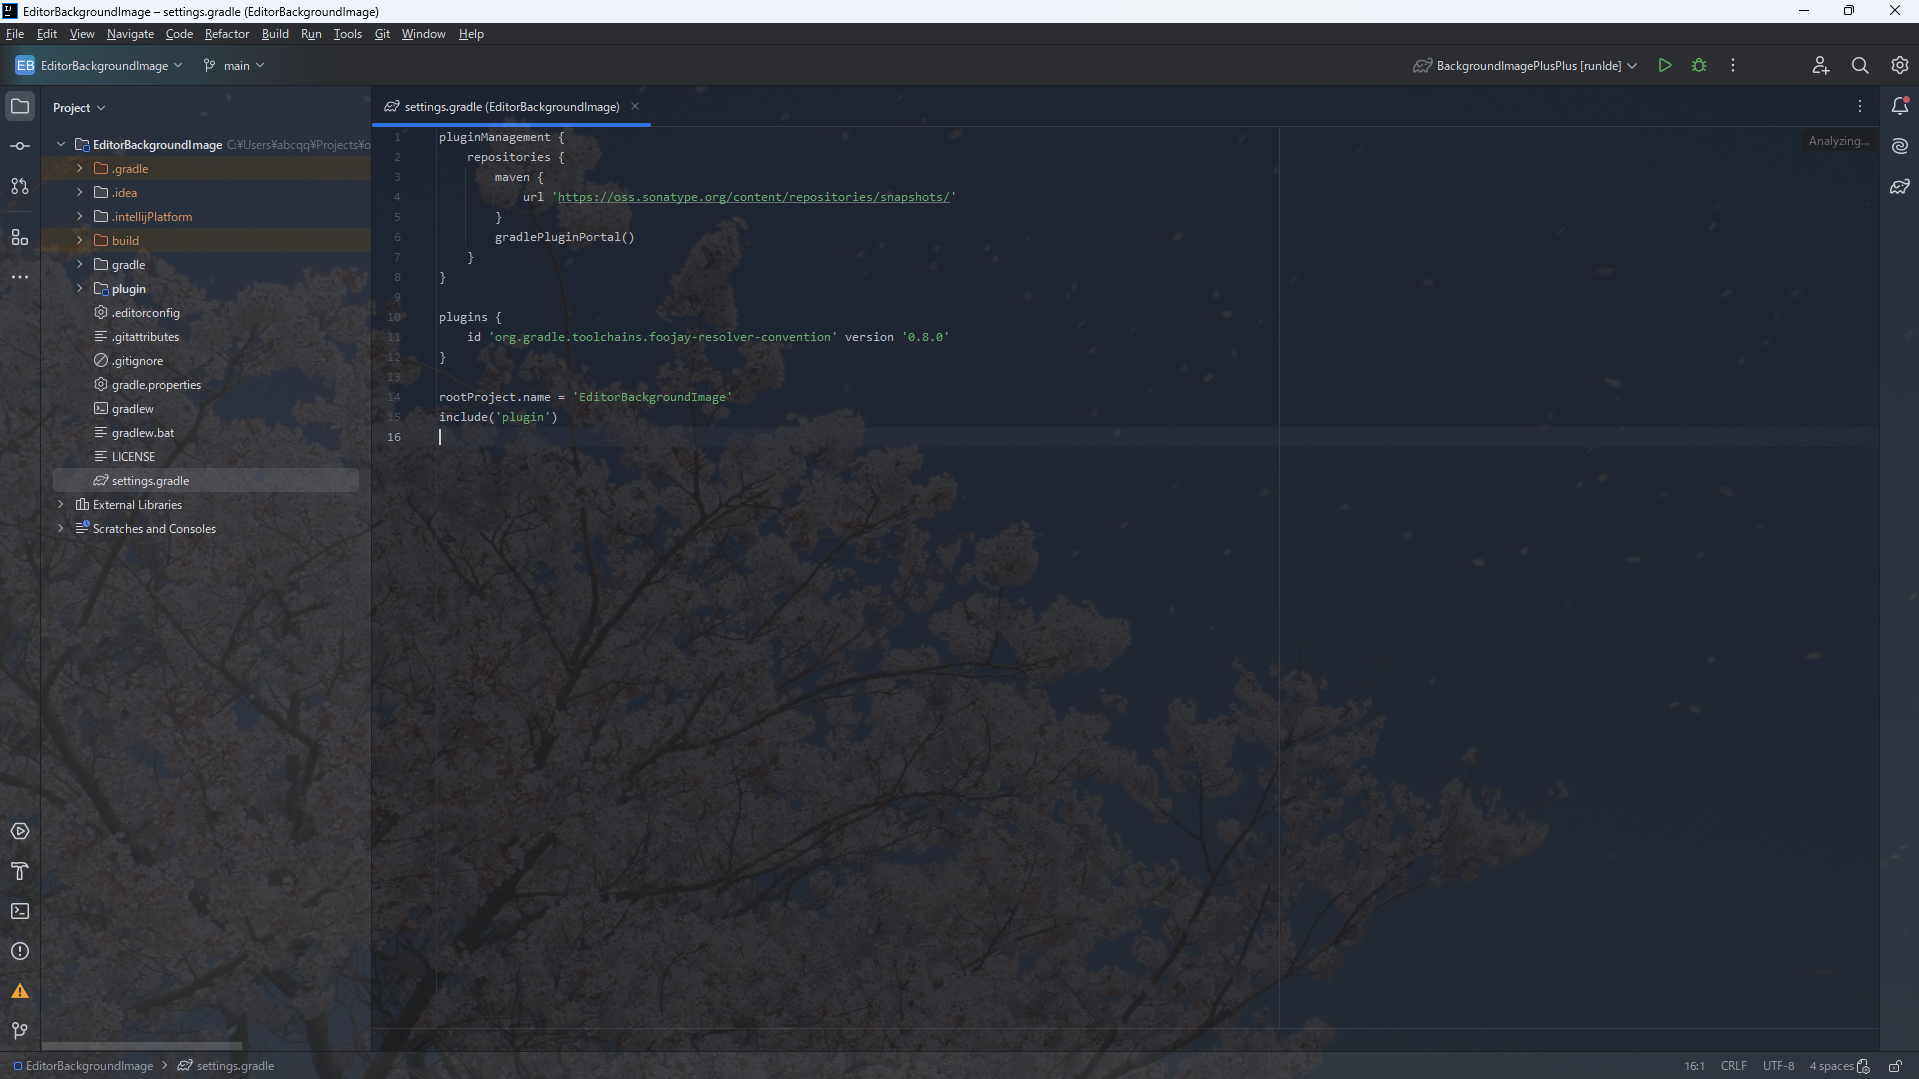 EditorBackgroundImage – settings.gradle (EditorBackgroundImage)
File Edit View Navigate Code Refactor Build Run Tools Git Window Help
EB EditorBackgroundImage main BackgroundImagePlusPlus [runIde]
Project
settings.gradle (EditorBackgroundImage)
EditorBackgroundImage C:¥Users¥abcqq¥Projects¥o
.gradle
.idea
.intellijPlatform
build
gradle
plugin
.editorconfig
.gitattributes
.gitignore
gradle.properties
gradlew
gradlew.bat
LICENSE
settings.gradle
External Libraries
Scratches and Consoles
Analyzing...
1 pluginManagement {
2 repositories {
3 maven {
4 url 'https://oss.sonatype.org/content/repositories/snapshots/'
5 }
6 gradlePluginPortal()
7 }
8 }
9
10 plugins {
11 id 'org.gradle.toolchains.foojay-resolver-convention' version '0.8.0'
12 }
13
14 rootProject.name = 'EditorBackgroundImage'
15 include('plugin')
16
EditorBackgroundImage settings.gradle
16:1 CRLF UTF-8 4 spaces